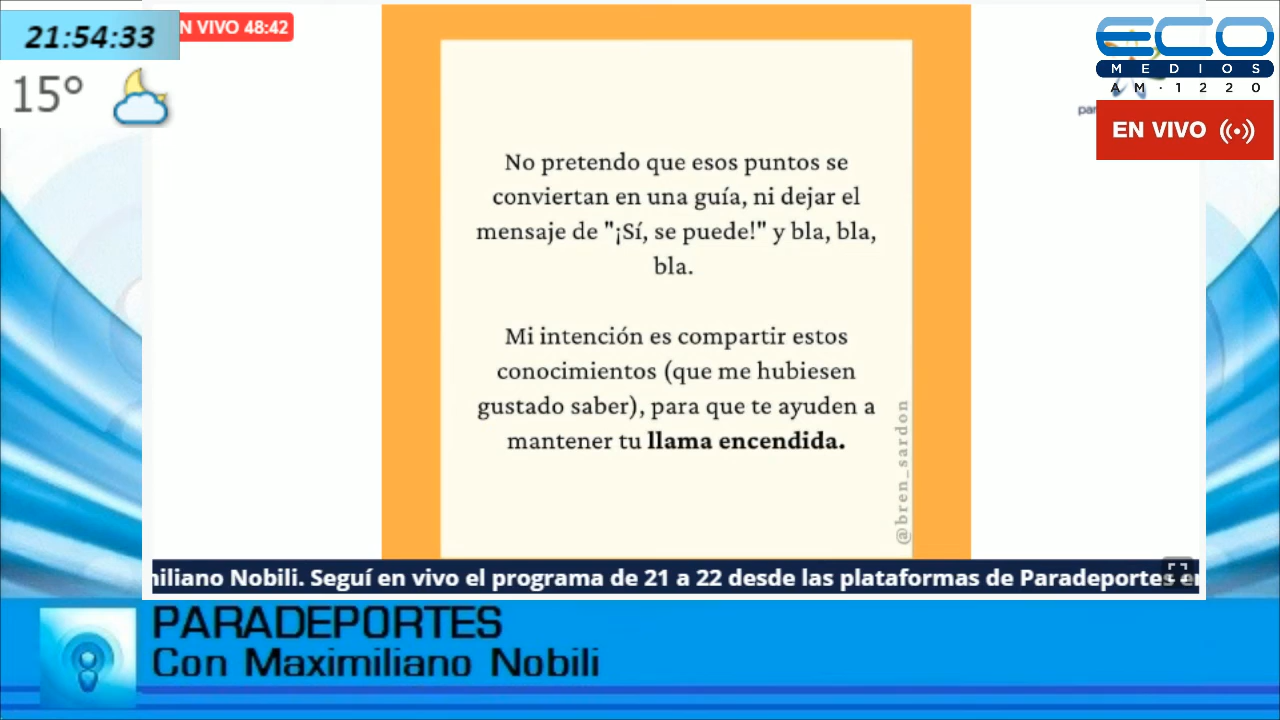 21:54:33
N VIVO 48:42
15°
ECO
MEDIOS
AM·1220
EN VIVO
No pretendo que esos puntos se
conviertan en una guía, ni dejar el
mensaje de "¡Sí, se puede!" y bla, bla,
bla.
Mi intención es compartir estos
conocimientos (que me hubiesen
gustado saber), para que te ayuden a
mantener tu llama encendida.
@bren_sardon
niliano Nobili. Seguí en vivo el programa de 21 a 22 desde las plataformas de Paradeportes en
PARADEPORTES
Con Maximiliano Nobili